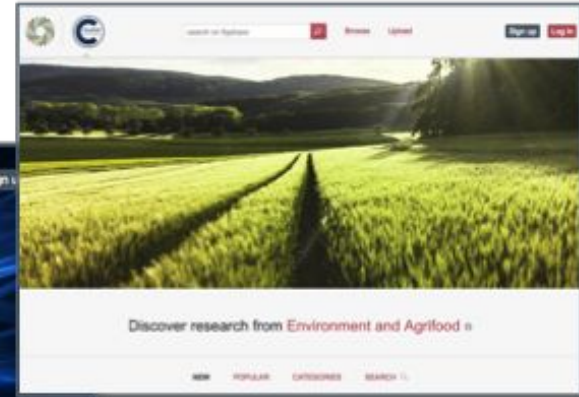 Browse Upload Sign up Log in
Discover research from Environment and Agrifood
NEW POPULAR CATEGORIES SEARCH